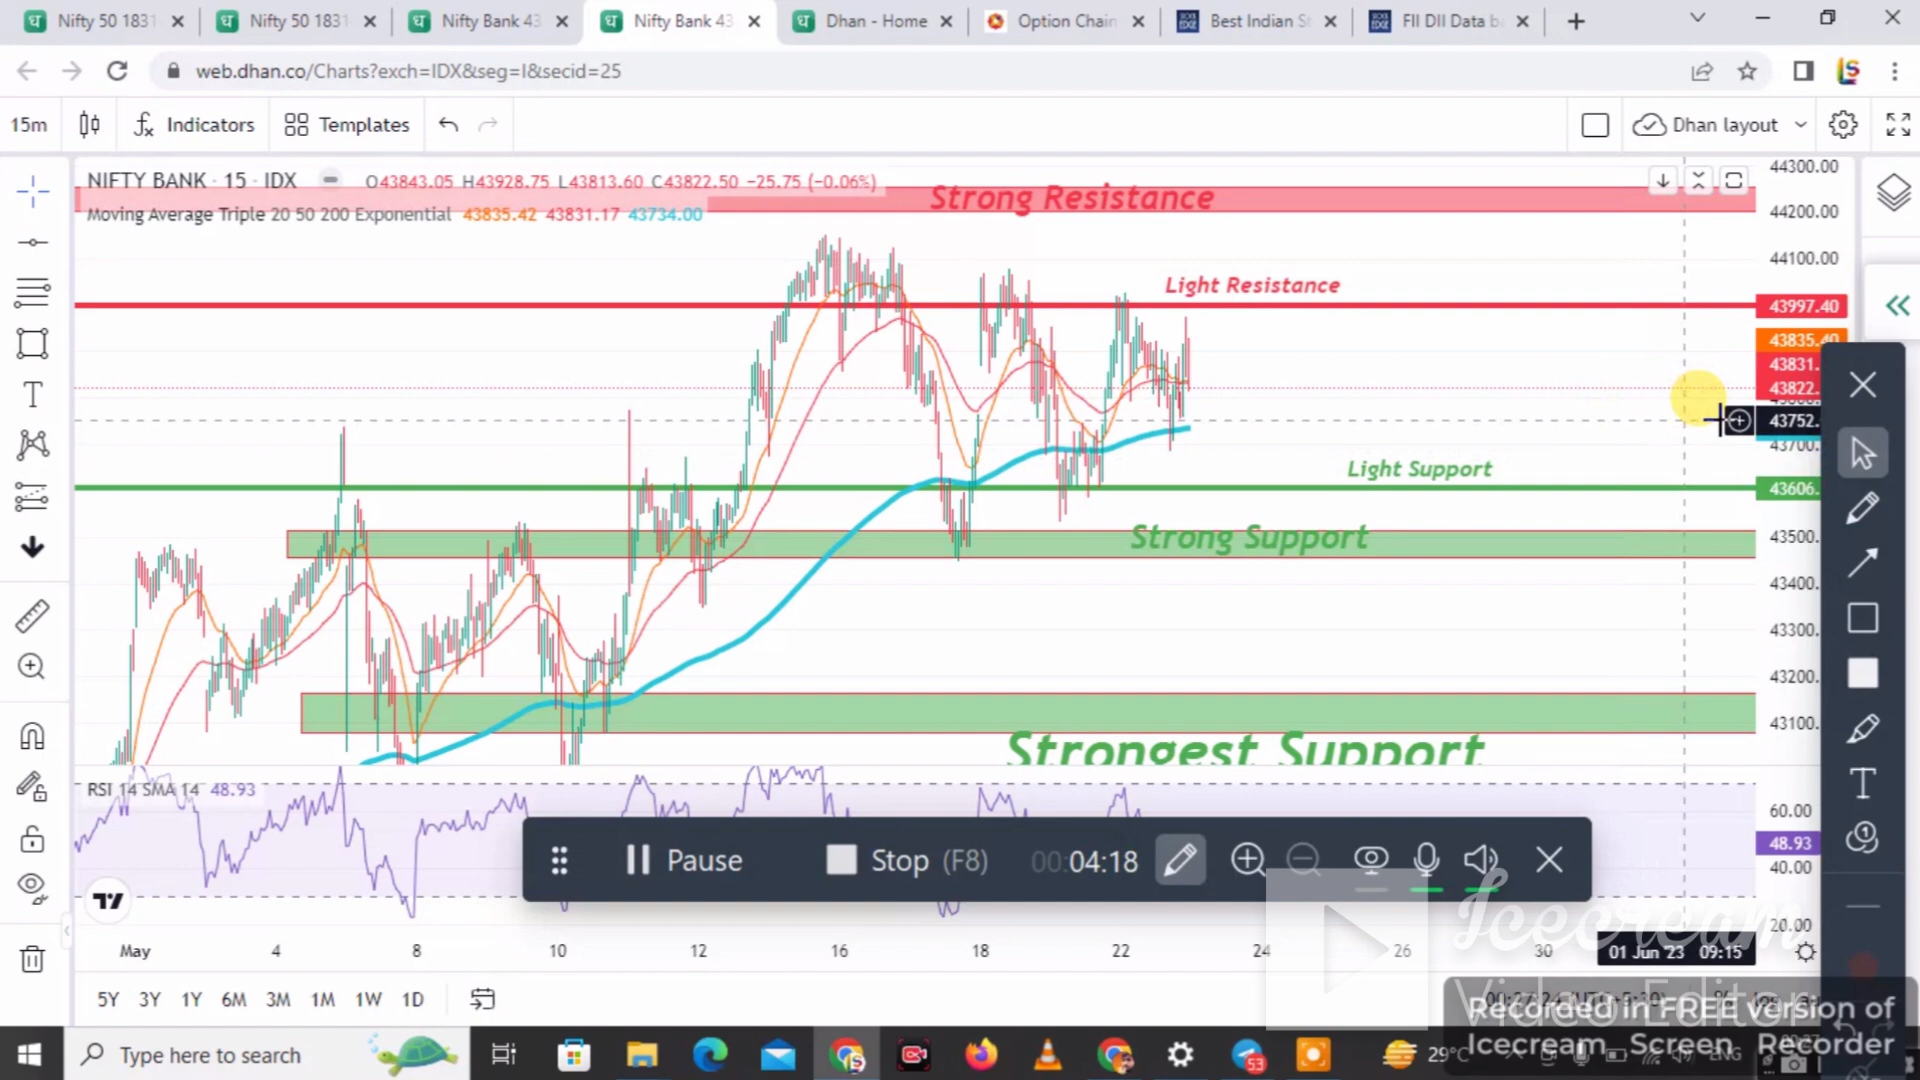 Nifty 50 1831
Nifty 50 1831
Nifty Bank 43
Nifty Bank 43
Dhan - Home
Option Chain
Best Indian St
FII DII Data ba
web.dhan.co/Charts?exch=IDX&seg=I&secid=25
15m
Indicators
Templates
Dhan layout
NIFTY BANK · 15 · IDX
O43843.05 H43928.75 L43813.60 C43822.50 −25.75 (−0.06%)
Moving Average Triple 20 50 200 Exponential 43835.42 43831.17 43734.00
Strong Resistance
Light Resistance
Light Support
Strong Support
Strongest Support
44300.00
44200.00
44100.00
43997.40
43835.40
43831.
43822.
43752.
43700.
43606.
43500.
43400.
43300.
43200.
43100.
RSI 14 SMA 14 48.93
60.00
48.93
40.00
20.00
Pause
Stop (F8)
00:04:18
May 4 8 10 12 16 18 22 24 26 30
01 Jun '23 09:15
5Y 3Y 1Y 6M 3M 1M 1W 1D
Icecream
Video Editor
Recorded in FREE version of
Icecream Screen Recorder
Type here to search
53
29°C